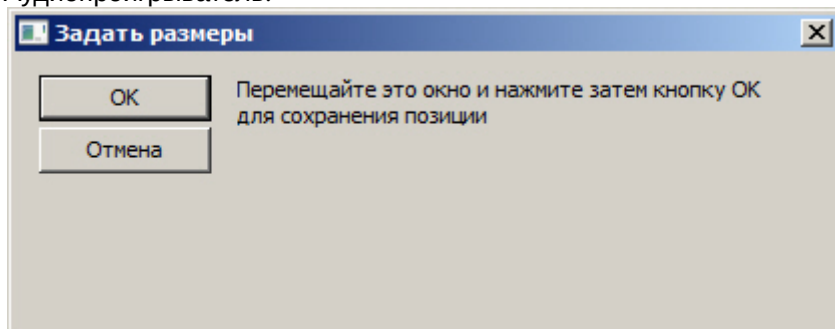 Задать размеры
OK
Перемещайте это окно и нажмите затем кнопку OK
для сохранения позиции
Отмена